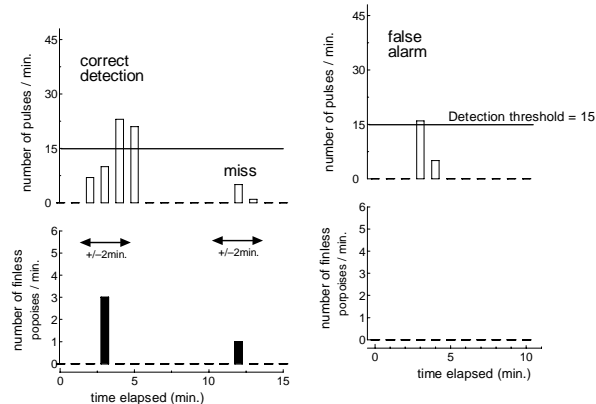 number of pulses / min.
45
30
15
0
correct
detection
miss
number of finless
popoises / min.
6
5
4
3
2
1
0
+/–2min.
+/–2min.
0
5
10
15
time elapsed (min.)
number of pulses / min.
45
30
15
0
false
alarm
Detection threshold = 15
number of finless
porpoises / min.
6
5
4
3
2
1
0
0
5
10
time elapsed (min.)